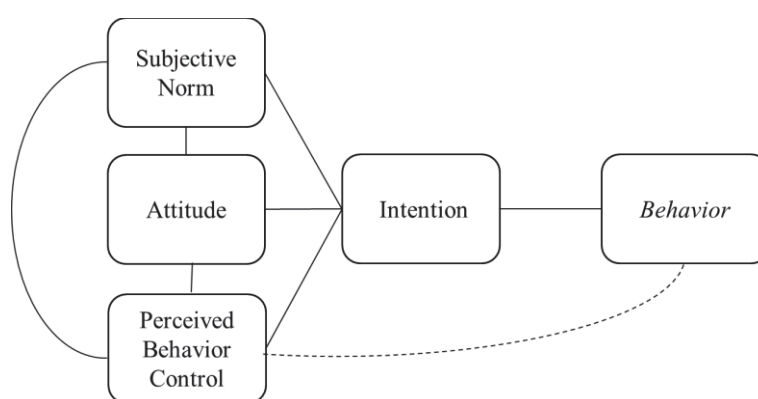 Subjective
Norm
Attitude
Intention
Behavior
Perceived
Behavior
Control